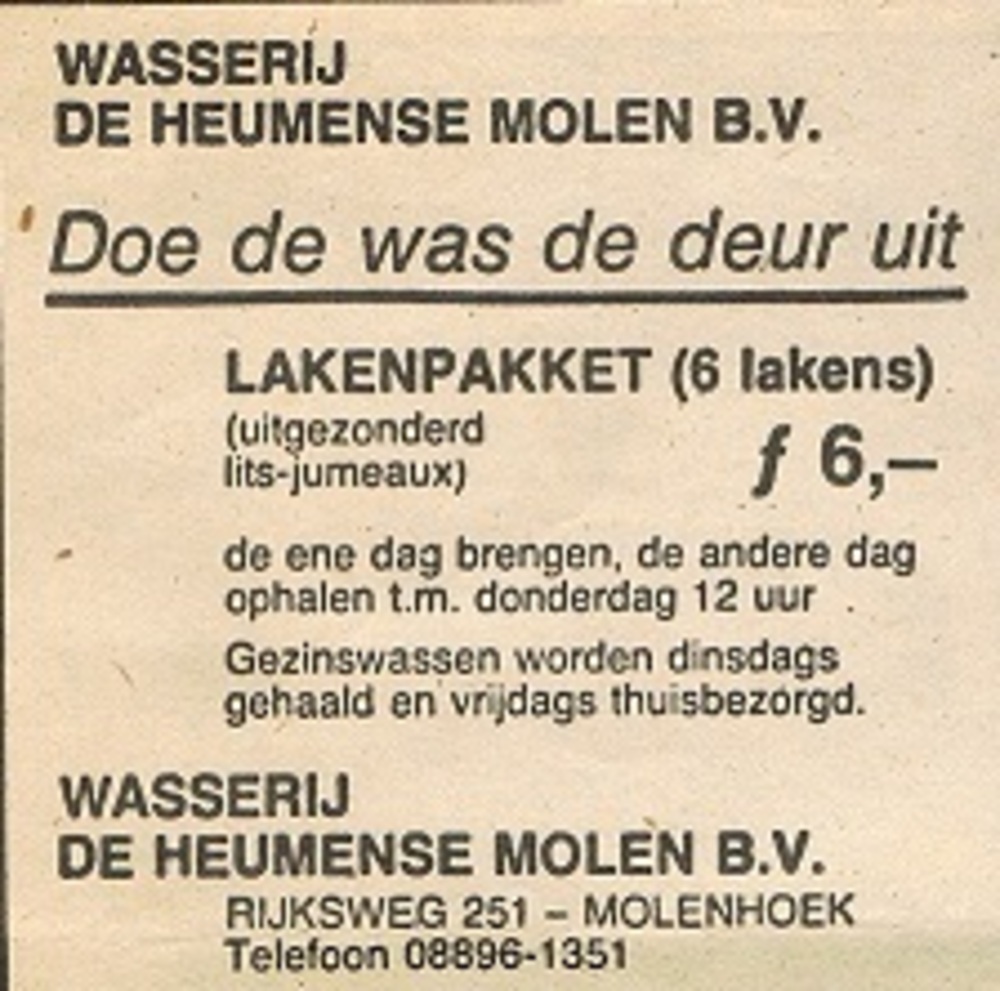 WASSERIJ
DE HEUMENSE MOLEN B.V.
Doe de was de deur uit
LAKENPAKKET (6 lakens)
(uitgezonderd
lits-jumeaux)
ƒ 6,–
de ene dag brengen, de andere dag
ophalen t.m. donderdag 12 uur
Gezinswassen worden dinsdags
gehaald en vrijdags thuisbezorgd.
WASSERIJ
DE HEUMENSE MOLEN B.V.
RIJKSWEG 251 – MOLENHOEK
Telefoon 08896-1351